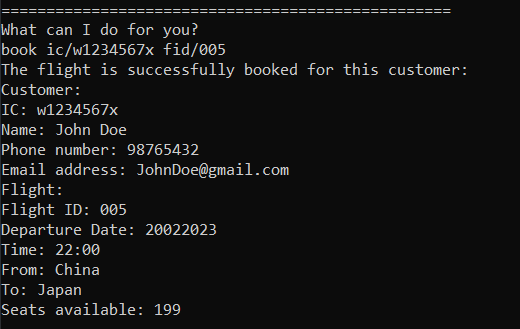 ==================================================
What can I do for you?
book ic/w1234567x fid/005
The flight is successfully booked for this customer:
Customer:
IC: w1234567x
Name: John Doe
Phone number: 98765432
Email address: JohnDoe@gmail.com
Flight:
Flight ID: 005
Departure Date: 20022023
Time: 22:00
From: China
To: Japan
Seats available: 199